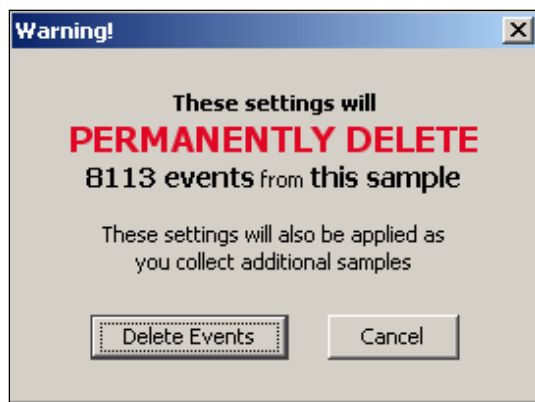 Warning!
These settings will
PERMANENTLY DELETE
8113 events from this sample
These settings will also be applied as
you collect additional samples
Delete Events
Cancel